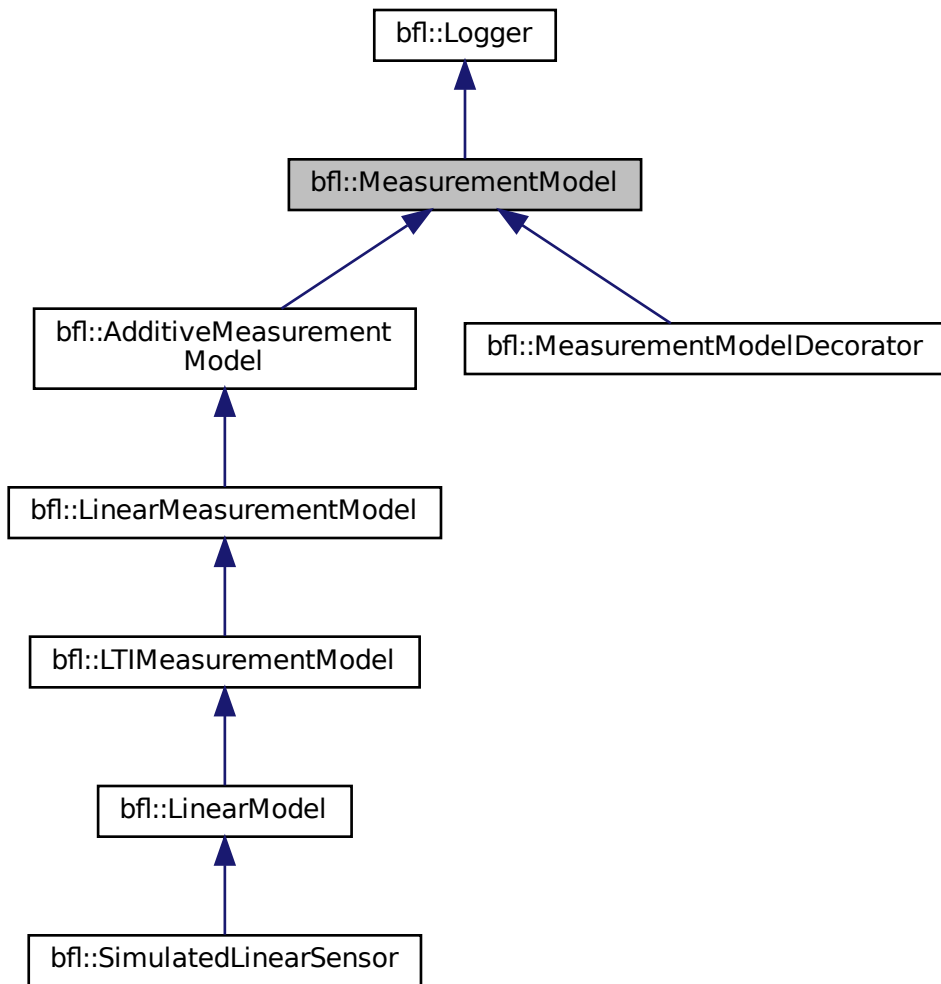 bfl::Logger
bfl::MeasurementModel
bfl::AdditiveMeasurement
Model
bfl::MeasurementModelDecorator
bfl::LinearMeasurementModel
bfl::LTIMeasurementModel
bfl::LinearModel
bfl::SimulatedLinearSensor